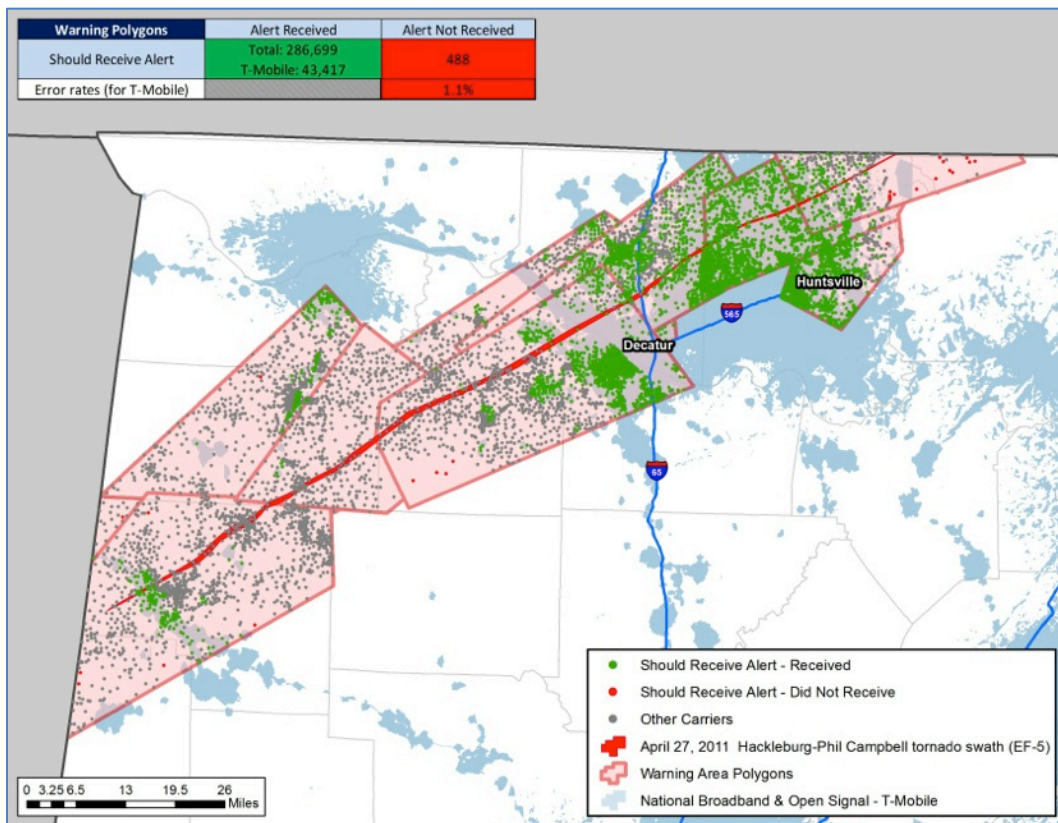 Warning Polygons Alert Received Alert Not Received
Should Receive Alert Total: 286,699 488
T-Mobile: 43,417
Error rates (for T-Mobile) 1.1%
Huntsville
565
Decatur
65
Should Receive Alert - Received
Should Receive Alert - Did Not Receive
Other Carriers
April 27, 2011 Hackleburg-Phil Campbell tornado swath (EF-5)
Warning Area Polygons
National Broadband & Open Signal - T-Mobile
0 3.25 6.5 13 19.5 26
Miles